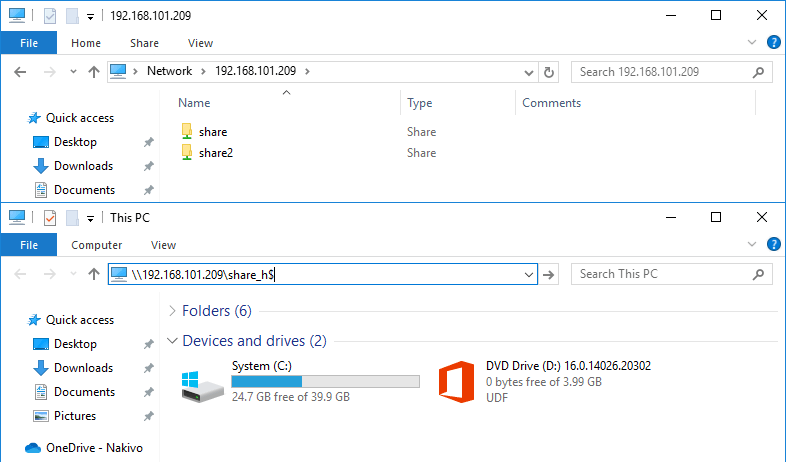 192.168.101.209
File Home Share View
Network 192.168.101.209 Search 192.168.101.209
Name Type Comments
Quick access
share Share
Desktop
share2 Share
Downloads
Documents
This PC
File Computer View
\\192.168.101.209\share_h$ Search This PC
Folders (6)
Quick access
Devices and drives (2)
Desktop
Downloads
Documents
Pictures
OneDrive - Nakivo
System (C:)
24.7 GB free of 39.9 GB
DVD Drive (D:) 16.0.14026.20302
0 bytes free of 3.99 GB
UDF